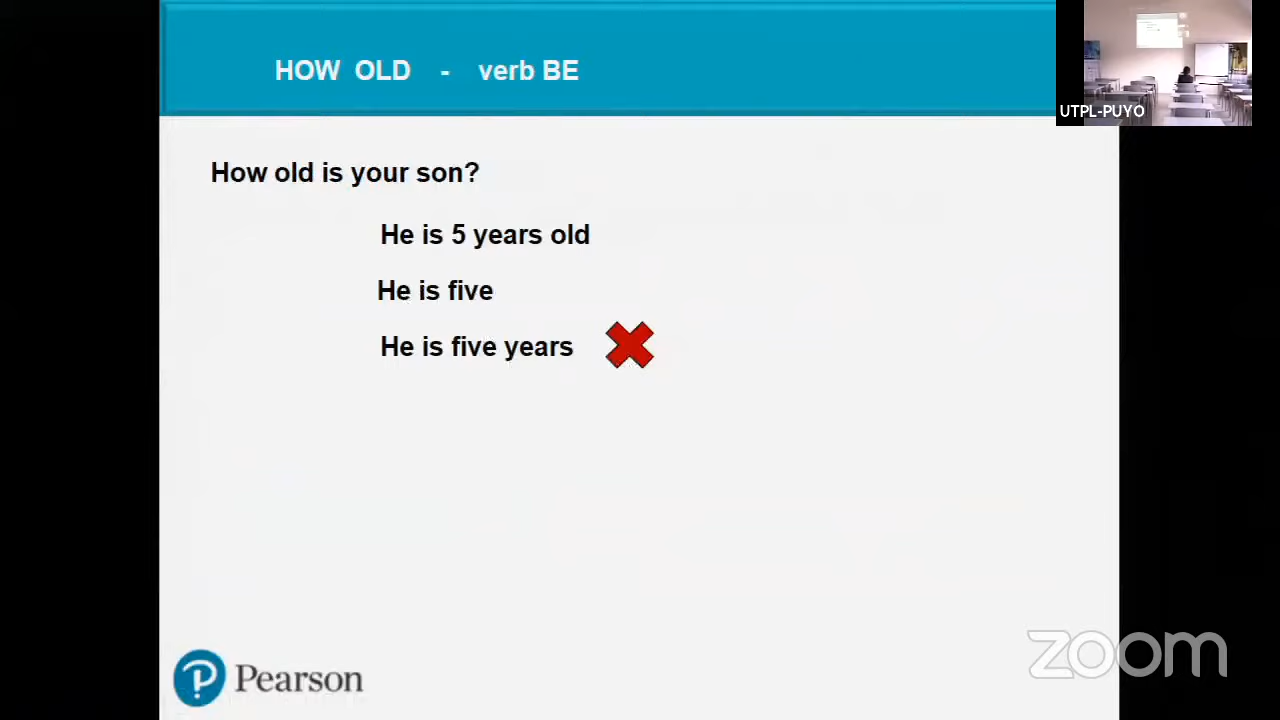 HOW OLD - verb BE
UTPL-PUYO
How old is your son?
He is 5 years old
He is five
He is five years
Pearson
zoom